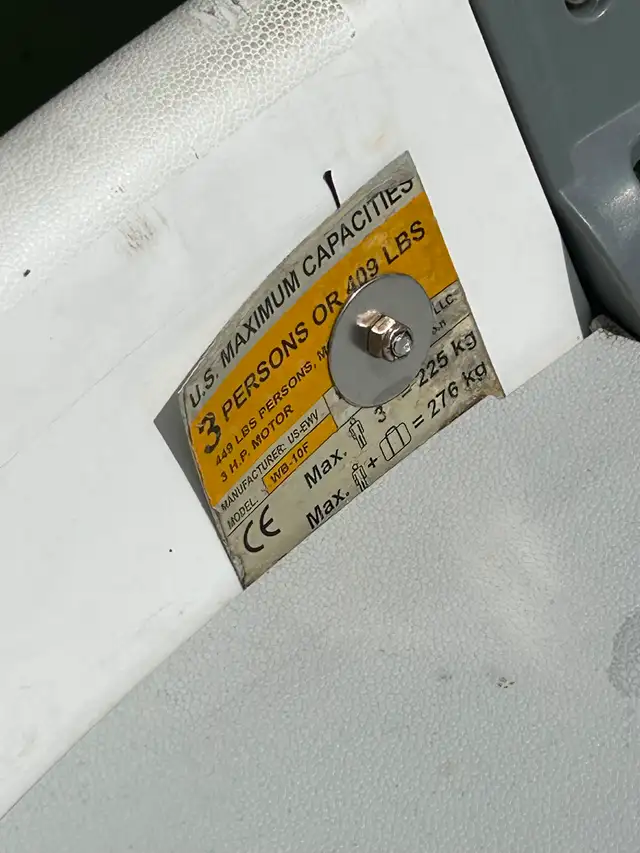 U.S. MAXIMUM CAPACITIES
3 PERSONS OR 409 LBS
449 LBS PERSONS,
3 H.P. MOTOR
MANUFACTURER: US-EWV LLC
MODEL: WB-10F
Max. 3 = 225 kg
CE Max. + = 276 kg